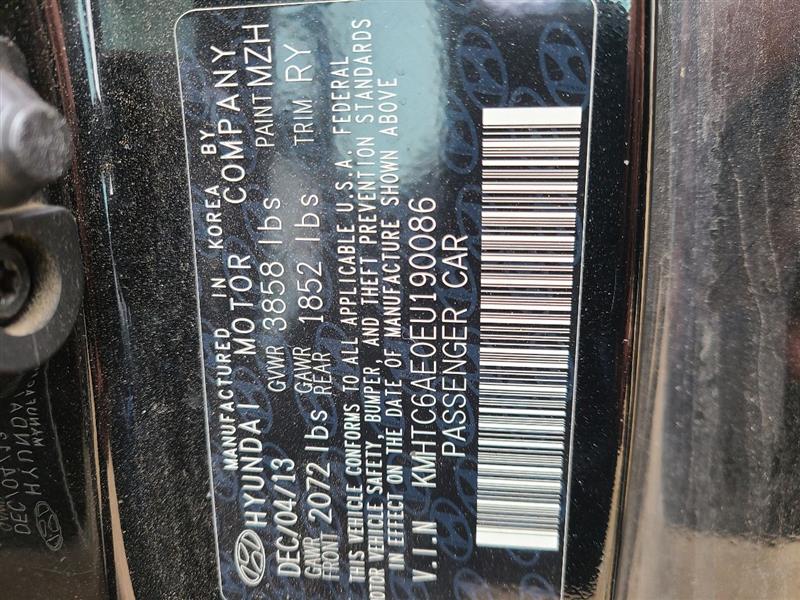 MANUFACTURED IN KOREA BY
HYUNDAI MOTOR COMPANY
DEC/04/13 GVWR 3858 lbs PAINT MZH
GAWR FRONT 2072 lbs GAWR REAR 1852 lbs TRIM RY
THIS VEHICLE CONFORMS TO ALL APPLICABLE U.S.A. FEDERAL
MOTOR VEHICLE SAFETY, BUMPER, AND THEFT PREVENTION STANDARDS
IN EFFECT ON THE DATE OF MANUFACTURE SHOWN ABOVE
V.I.N KMHTC6AE0EU190086
PASSENGER CAR